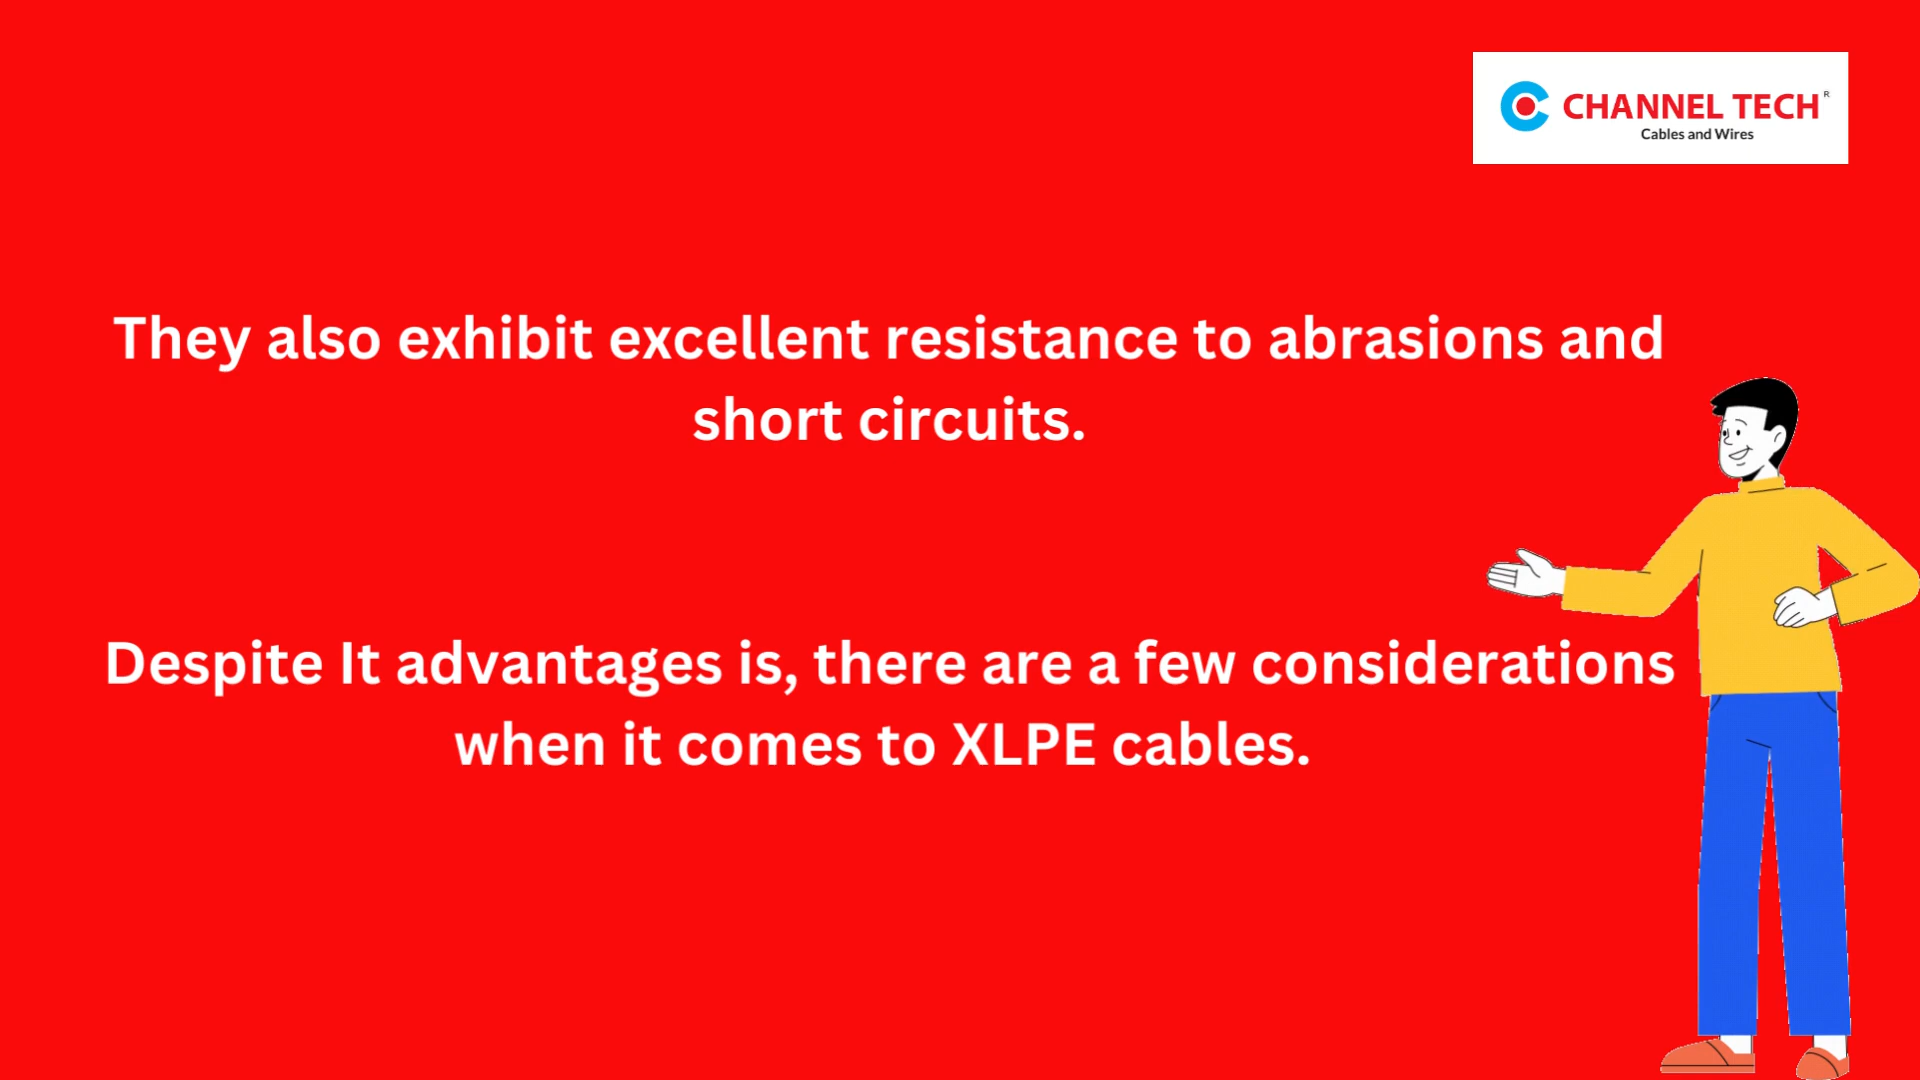 CHANNEL TECH R
Cables and Wires
They also exhibit excellent resistance to abrasions and
short circuits.
Despite It advantages is, there are a few considerations
when it comes to XLPE cables.